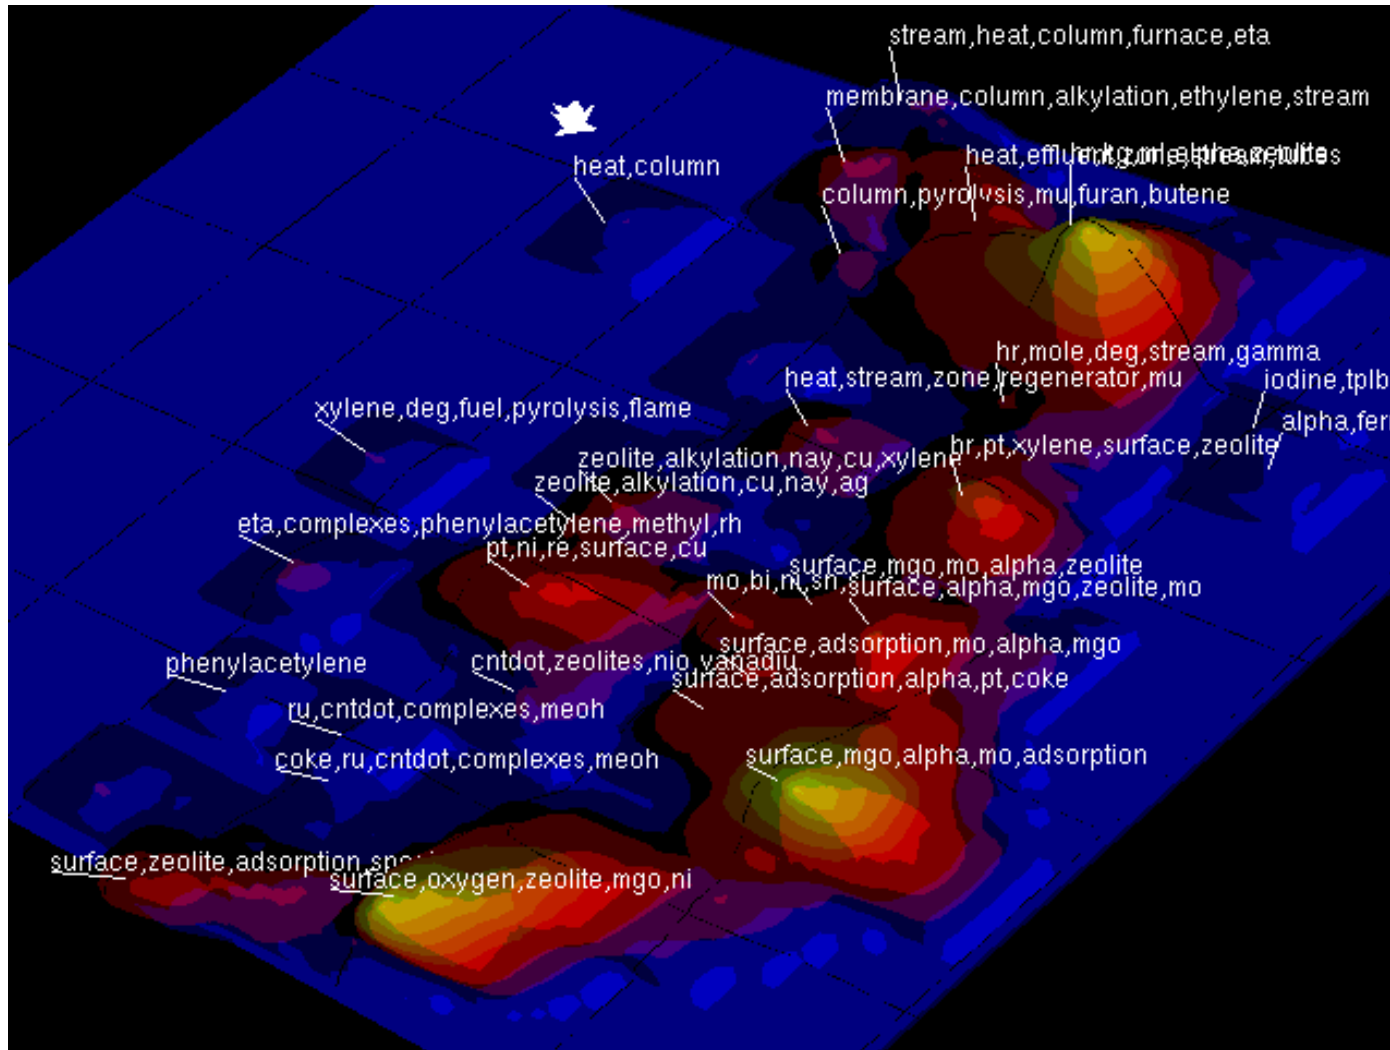 stream,heat,column,furnace,eta
membrane,column,alkylation,ethylene,stream
heat,column
column,pyrolysis,mu,furan,butene
hr,mole,deg,stream,gamma
heat,stream,zone,regenerator,mu
iodine,tplb
alpha,fer
xylene,deg,fuel,pyrolysis,flame
hr,pt,xylene,surface,zeolite
zeolite,alkylation,nay,cu,xylene
zeolite,alkylation,cu,nay,ag
eta,complexes,phenylacetylene,methyl,rh
pt,ni,re,surface,cu
surface,mgo,mo,alpha,zeolite
mo,bi,ni,sn,
surface,alpha,mgo,zeolite,mo
surface,adsorption,mo,alpha,mgo
phenylacetylene
cntdot,zeolites,nio,vanadiu
surface,adsorption,alpha,pt,coke
ru,cntdot,complexes,meoh
coke,ru,cntdot,complexes,meoh
surface,mgo,alpha,mo,adsorption
surface,zeolite,adsorption,
surface,oxygen,zeolite,mgo,ni